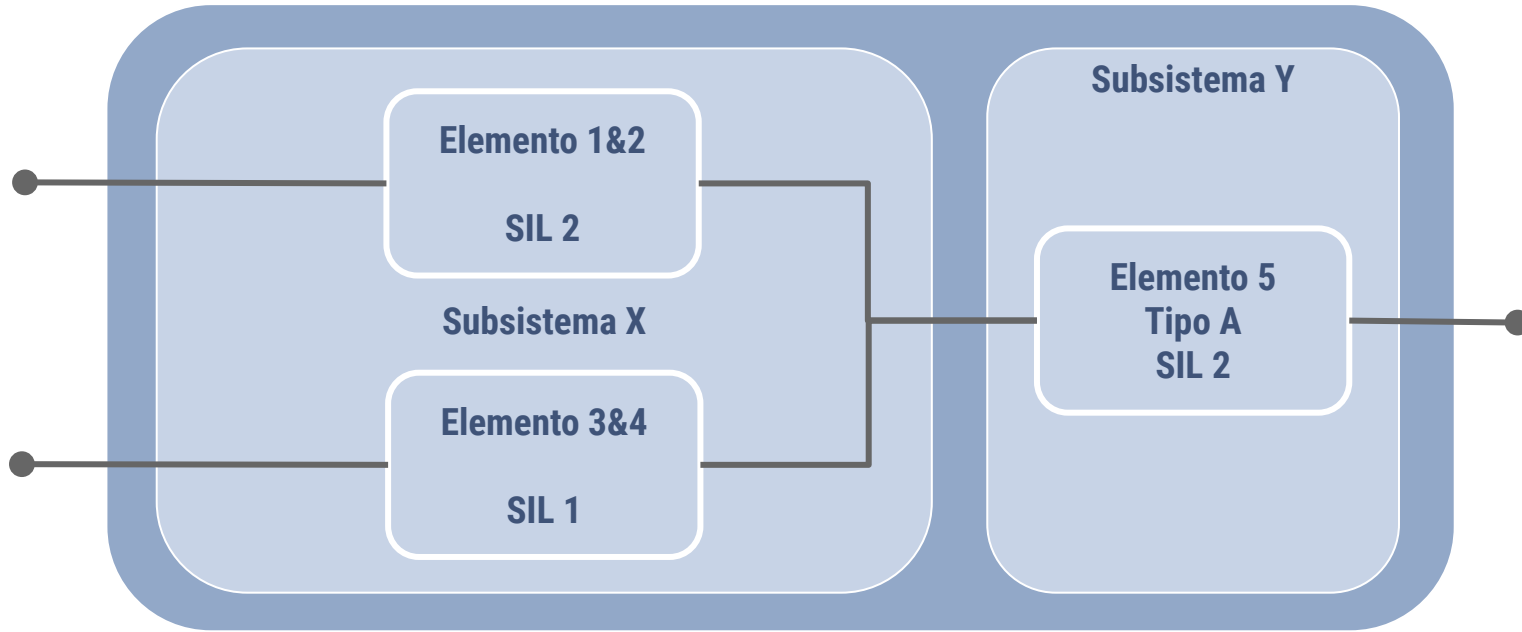 Elemento 1&2
SIL 2
Subsistema X
Elemento 3&4
SIL 1
Subsistema Y
Elemento 5
Tipo A
SIL 2